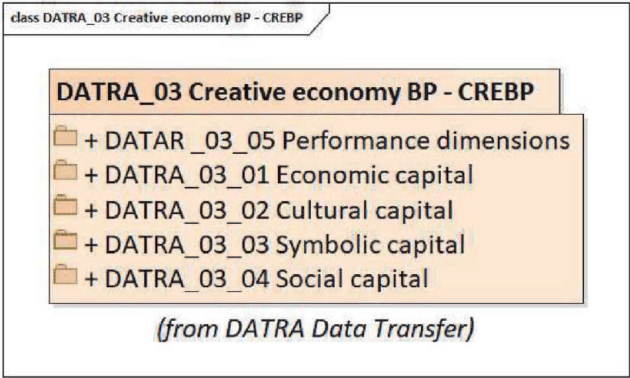 class DATRA_03 Creative economy BP - CREBP
DATRA_03 Creative economy BP - CREBP
+ DATAR _03_05 Performance dimensions
+ DATRA_03_01 Economic capital
+ DATRA_03_02 Cultural capital
+ DATRA_03_03 Symbolic capital
+ DATRA_03_04 Social capital
(from DATRA Data Transfer)